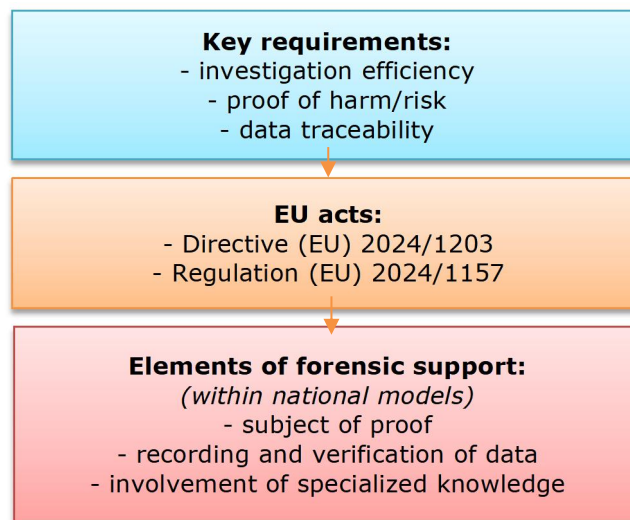 Key requirements:
- investigation efficiency
- proof of harm/risk
- data traceability
EU acts:
- Directive (EU) 2024/1203
- Regulation (EU) 2024/1157
Elements of forensic support:
(within national models)
- subject of proof
- recording and verification of data
- involvement of specialized knowledge